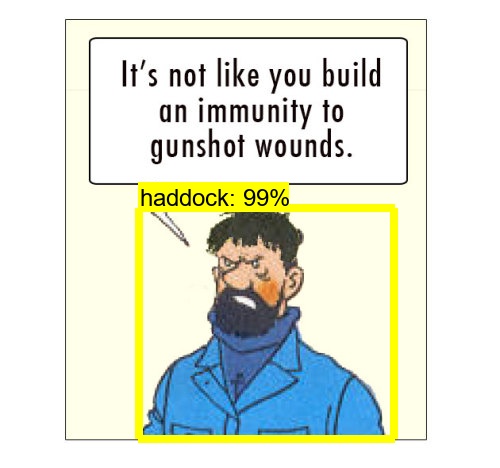 It's not like you build
an immunity to
gunshot wounds.
haddock: 99%